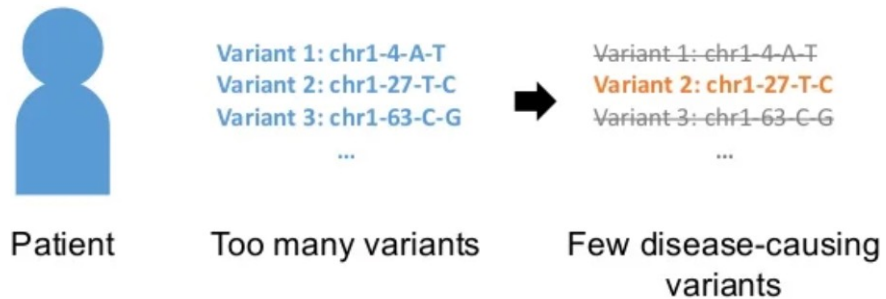 Variant 1: chr1-4-A-T
Variant 2: chr1-27-T-C
Variant 3: chr1-63-C-G
...
Variant 1: chr1-4-A-T
Variant 2: chr1-27-T-C
Variant 3: chr1-63-C-G
...
Patient
Too many variants
Few disease-causing
variants